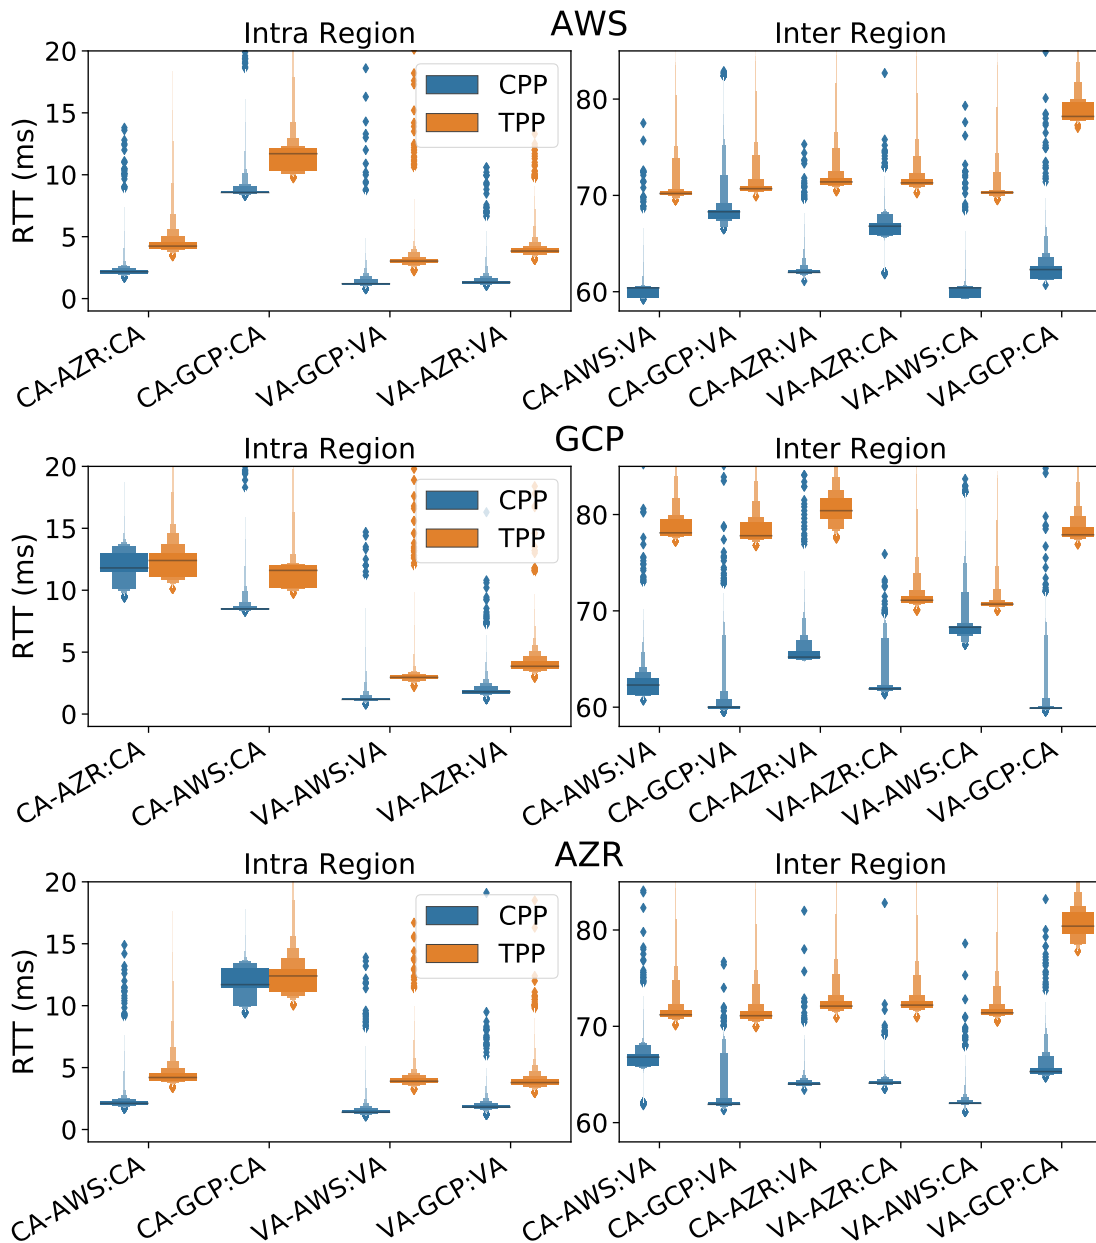 AWS
Intra Region
Inter Region
RTT (ms)
20
15
10
5
0
CPP
TPP
80
70
60
CA-AZR:CA
CA-GCP:CA
VA-GCP:VA
VA-AZR:VA
CA-AWS:VA
CA-GCP:VA
CA-AZR:VA
VA-AZR:CA
VA-AWS:CA
VA-GCP:CA
GCP
Intra Region
Inter Region
RTT (ms)
20
15
10
5
0
CPP
TPP
80
70
60
CA-AZR:CA
CA-AWS:CA
VA-AWS:VA
VA-AZR:VA
CA-AWS:VA
CA-GCP:VA
CA-AZR:VA
VA-AZR:CA
VA-AWS:CA
VA-GCP:CA
AZR
Intra Region
Inter Region
RTT (ms)
20
15
10
5
0
CPP
TPP
80
70
60
CA-AWS:CA
CA-GCP:CA
VA-AWS:VA
VA-GCP:VA
CA-AWS:VA
CA-GCP:VA
CA-AZR:VA
VA-AZR:CA
VA-AWS:CA
VA-GCP:CA